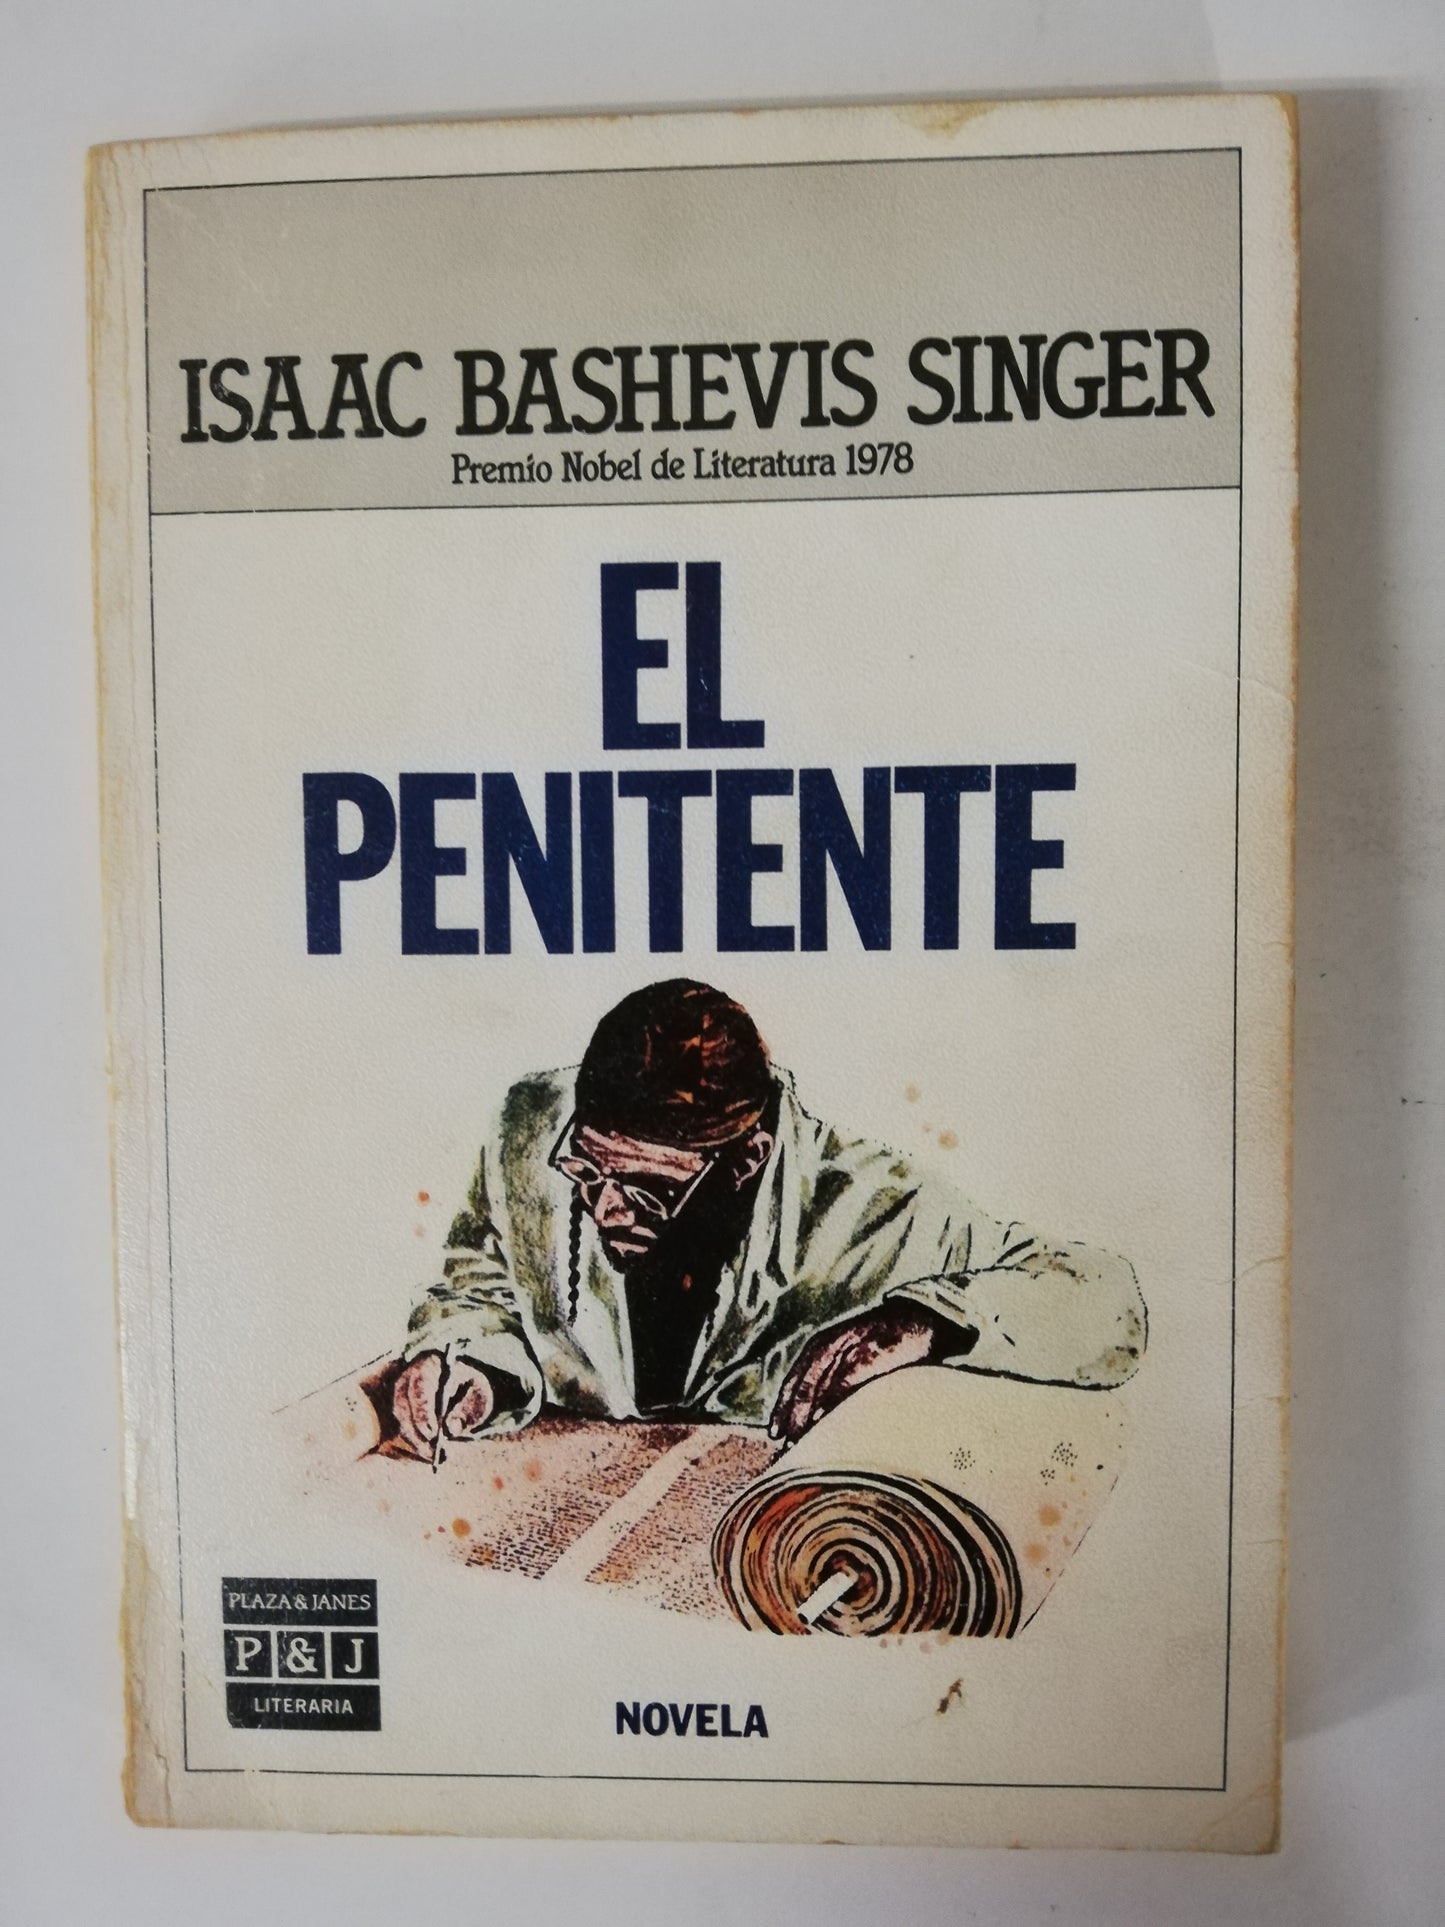 ISAAC BASHEVIS SINGER
Premio Nobel de Literatura 1978
EL
PENITENTE
PLAZA & JANES
P & J
LITERARIA
NOVELA